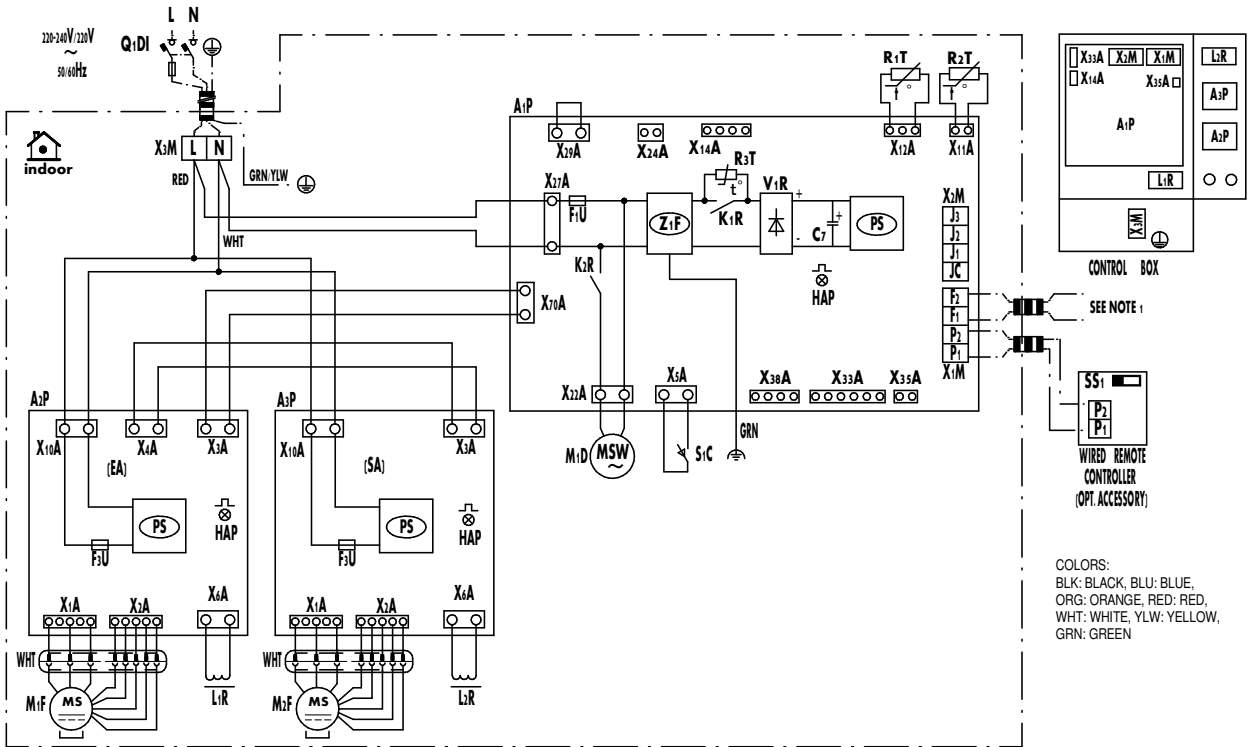 L N
220-240V/220V
~
50/60Hz
Q1DI
indoor
X3M L N
RED
GRN/YLW
WHT
A1P
X29A
X24A
X14A
R1T
R2T
X12A
X11A
X27A
F1U
Z1F
R3T
t°
K1R
V1R
+
-
C7
+
PS
HAP
K2R
X70A
X2M
J3
J2
J1
JC
F2
F1
P2
P1
X1M
SEE NOTE 1
X22A
X5A
X38A
X33A
X35A
M1D
MSW
~
S1C
GRN
A2P
X10A
X4A
X3A
(EA)
PS
HAP
F3U
X1A
X2A
X6A
WHT
M1F
MS
L1R
A3P
X10A
X3A
(SA)
PS
HAP
F3U
X1A
X2A
X6A
WHT
M2F
MS
L2R
X33A X2M X1M
X14A
X35A
A1P
L1R
L2R
A3P
A2P
X3M
CONTROL BOX
SS1
P2
P1
WIRED REMOTE
CONTROLLER
(OPT. ACCESSORY)
COLORS:
BLK: BLACK, BLU: BLUE,
ORG: ORANGE, RED: RED,
WHT: WHITE, YLW: YELLOW,
GRN: GREEN